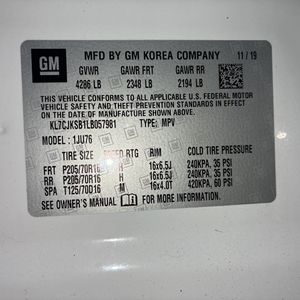 GM
MFD BY GM KOREA COMPANY 11/19
GVWR GAWR FRT GAWR RR
4286 LB 2348 LB 2194 LB
THIS VEHICLE CONFORMS TO ALL APPLICABLE U.S. FEDERAL MOTOR
VEHICLE SAFETY AND THEFT PREVENTION STANDARDS IN EFFECT ON
THE DATE OF MANUFACTURE SHOWN ABOVE.
KL7CJKSB1LB057981 TYPE: MPV
MODEL: 1JU76
TIRE SIZE SPEED RTG RIM COLD TIRE PRESSURE
FRT P205/70R16 H 16x6.5J 240KPA, 35 PSI
RR P205/70R16 H 16x6.5J 240KPA, 35 PSI
SPA T125/70D16 M 16x4.0T 420KPA, 60 PSI
SEE OWNER'S MANUAL FOR MORE INFORMATION.